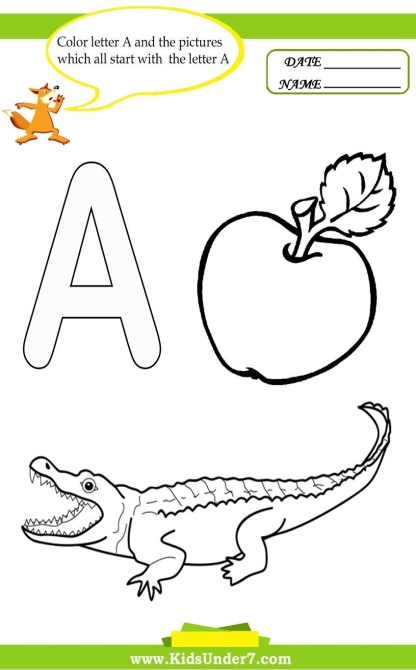 Color letter A and the pictures
which all start with the letter A
DATE
NAME
A
www.KidsUnder7.com